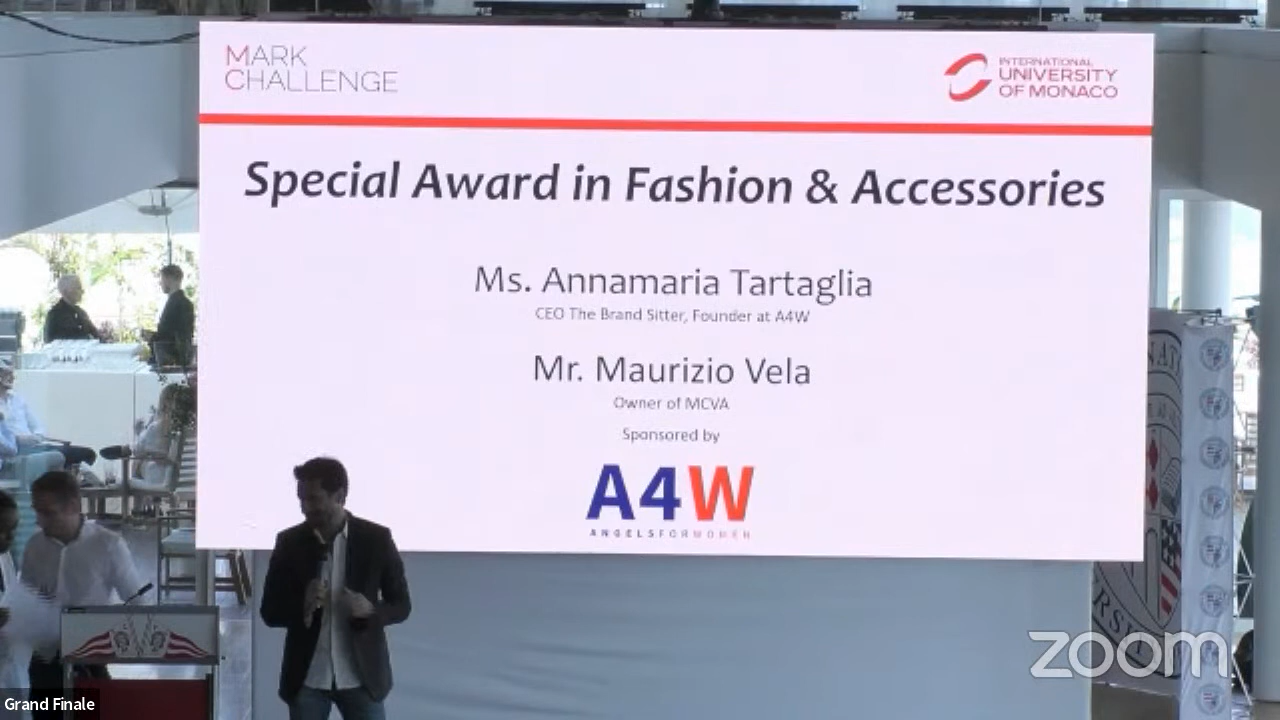 MARK
CHALLENGE
INTERNATIONAL
UNIVERSITY
OF MONACO
Special Award in Fashion & Accessories
Ms. Annamaria Tartaglia
CEO The Brand Sitter, Founder at A4W
Mr. Maurizio Vela
Owner of MCVA
Sponsored by
A4W
ANGELSFORWOMEN
zoom
Grand Finale